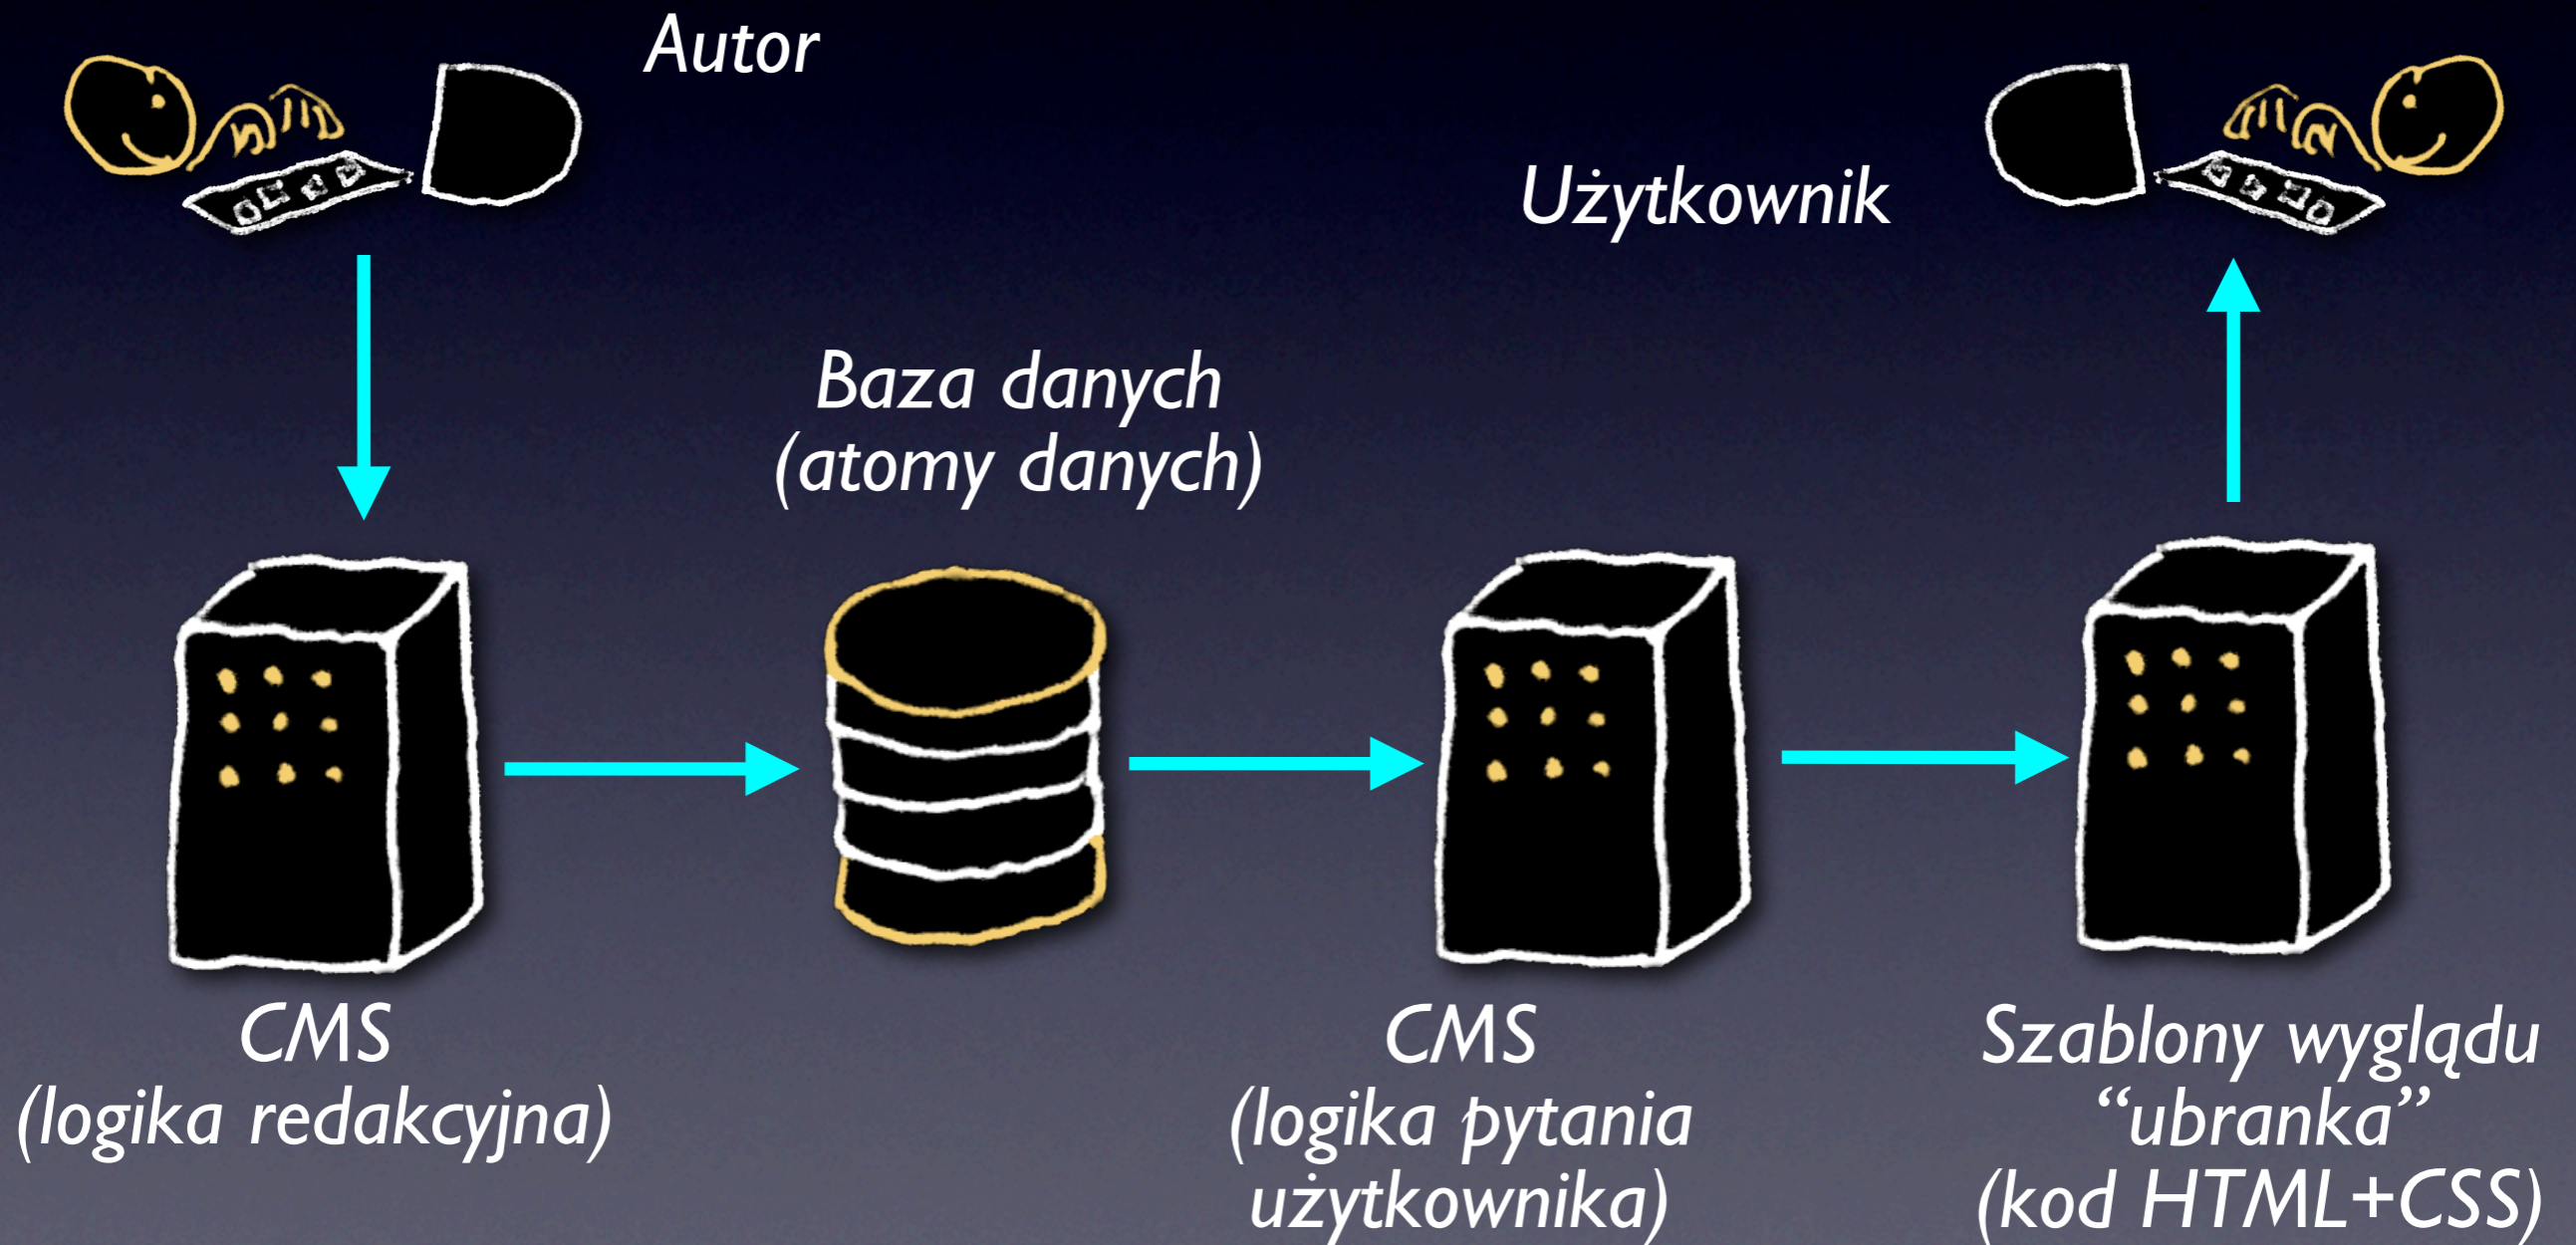 Autor
Użytkownik
Baza danych
(atomy danych)
CMS
(logika redakcyjna)
CMS
(logika pytania
użytkownika)
Szablony wyglądu
“ubranka”
(kod HTML+CSS)